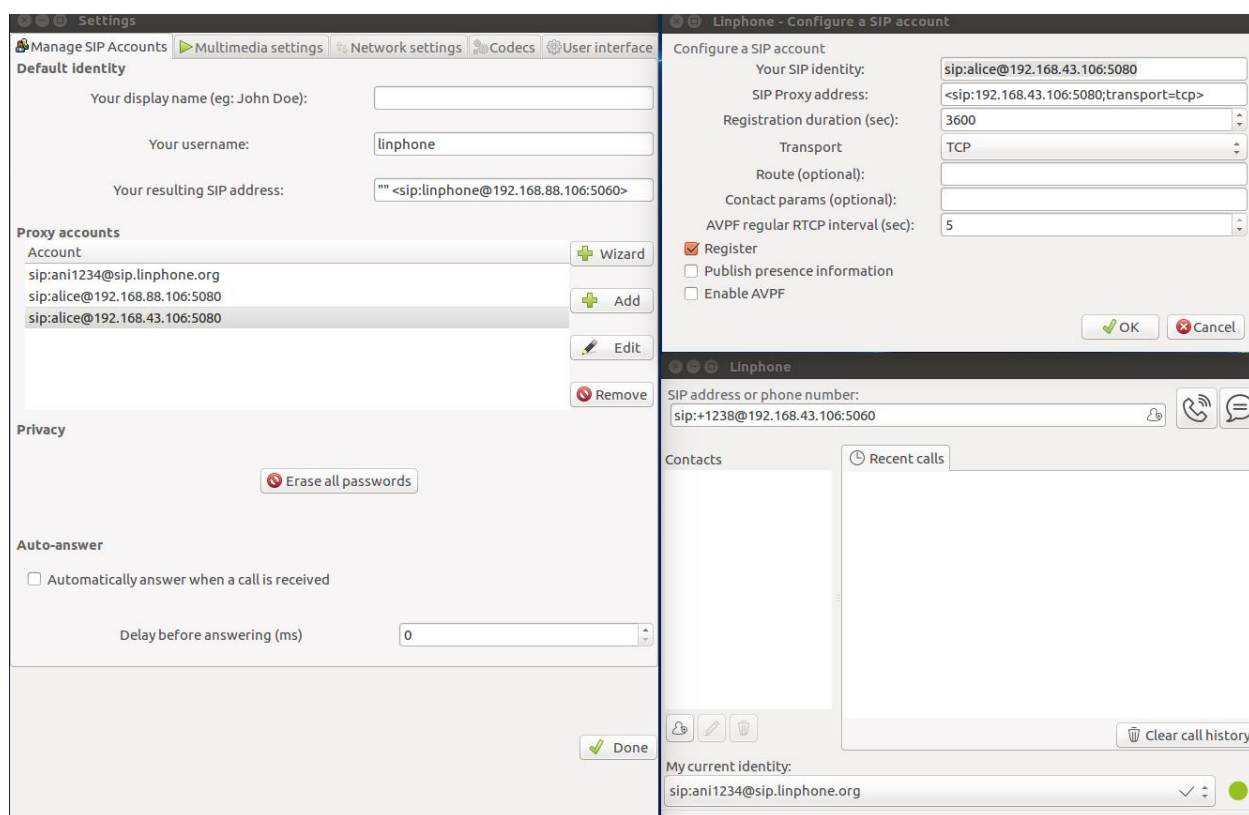 Settings
Manage SIP Accounts Multimedia settings Network settings Codecs User interface
Default identity
Your display name (eg: John Doe):
Your username: linphone
Your resulting SIP address: "" <sip:linphone@192.168.88.106:5060>
Proxy accounts
Account
sip:ani1234@sip.linphone.org
sip:alice@192.168.88.106:5080
sip:alice@192.168.43.106:5080
Wizard
Add
Edit
Remove
Privacy
Erase all passwords
Auto-answer
Automatically answer when a call is received
Delay before answering (ms) 0
Done
Linphone - Configure a SIP account
Configure a SIP account
Your SIP identity: sip:alice@192.168.43.106:5080
SIP Proxy address: <sip:192.168.43.106:5080;transport=tcp>
Registration duration (sec): 3600
Transport TCP
Route (optional):
Contact params (optional):
AVPF regular RTCP interval (sec): 5
Register
Publish presence information
Enable AVPF
OK Cancel
Linphone
SIP address or phone number:
sip:+1238@192.168.43.106:5060
Contacts
Recent calls
Clear call history
My current identity:
sip:ani1234@sip.linphone.org